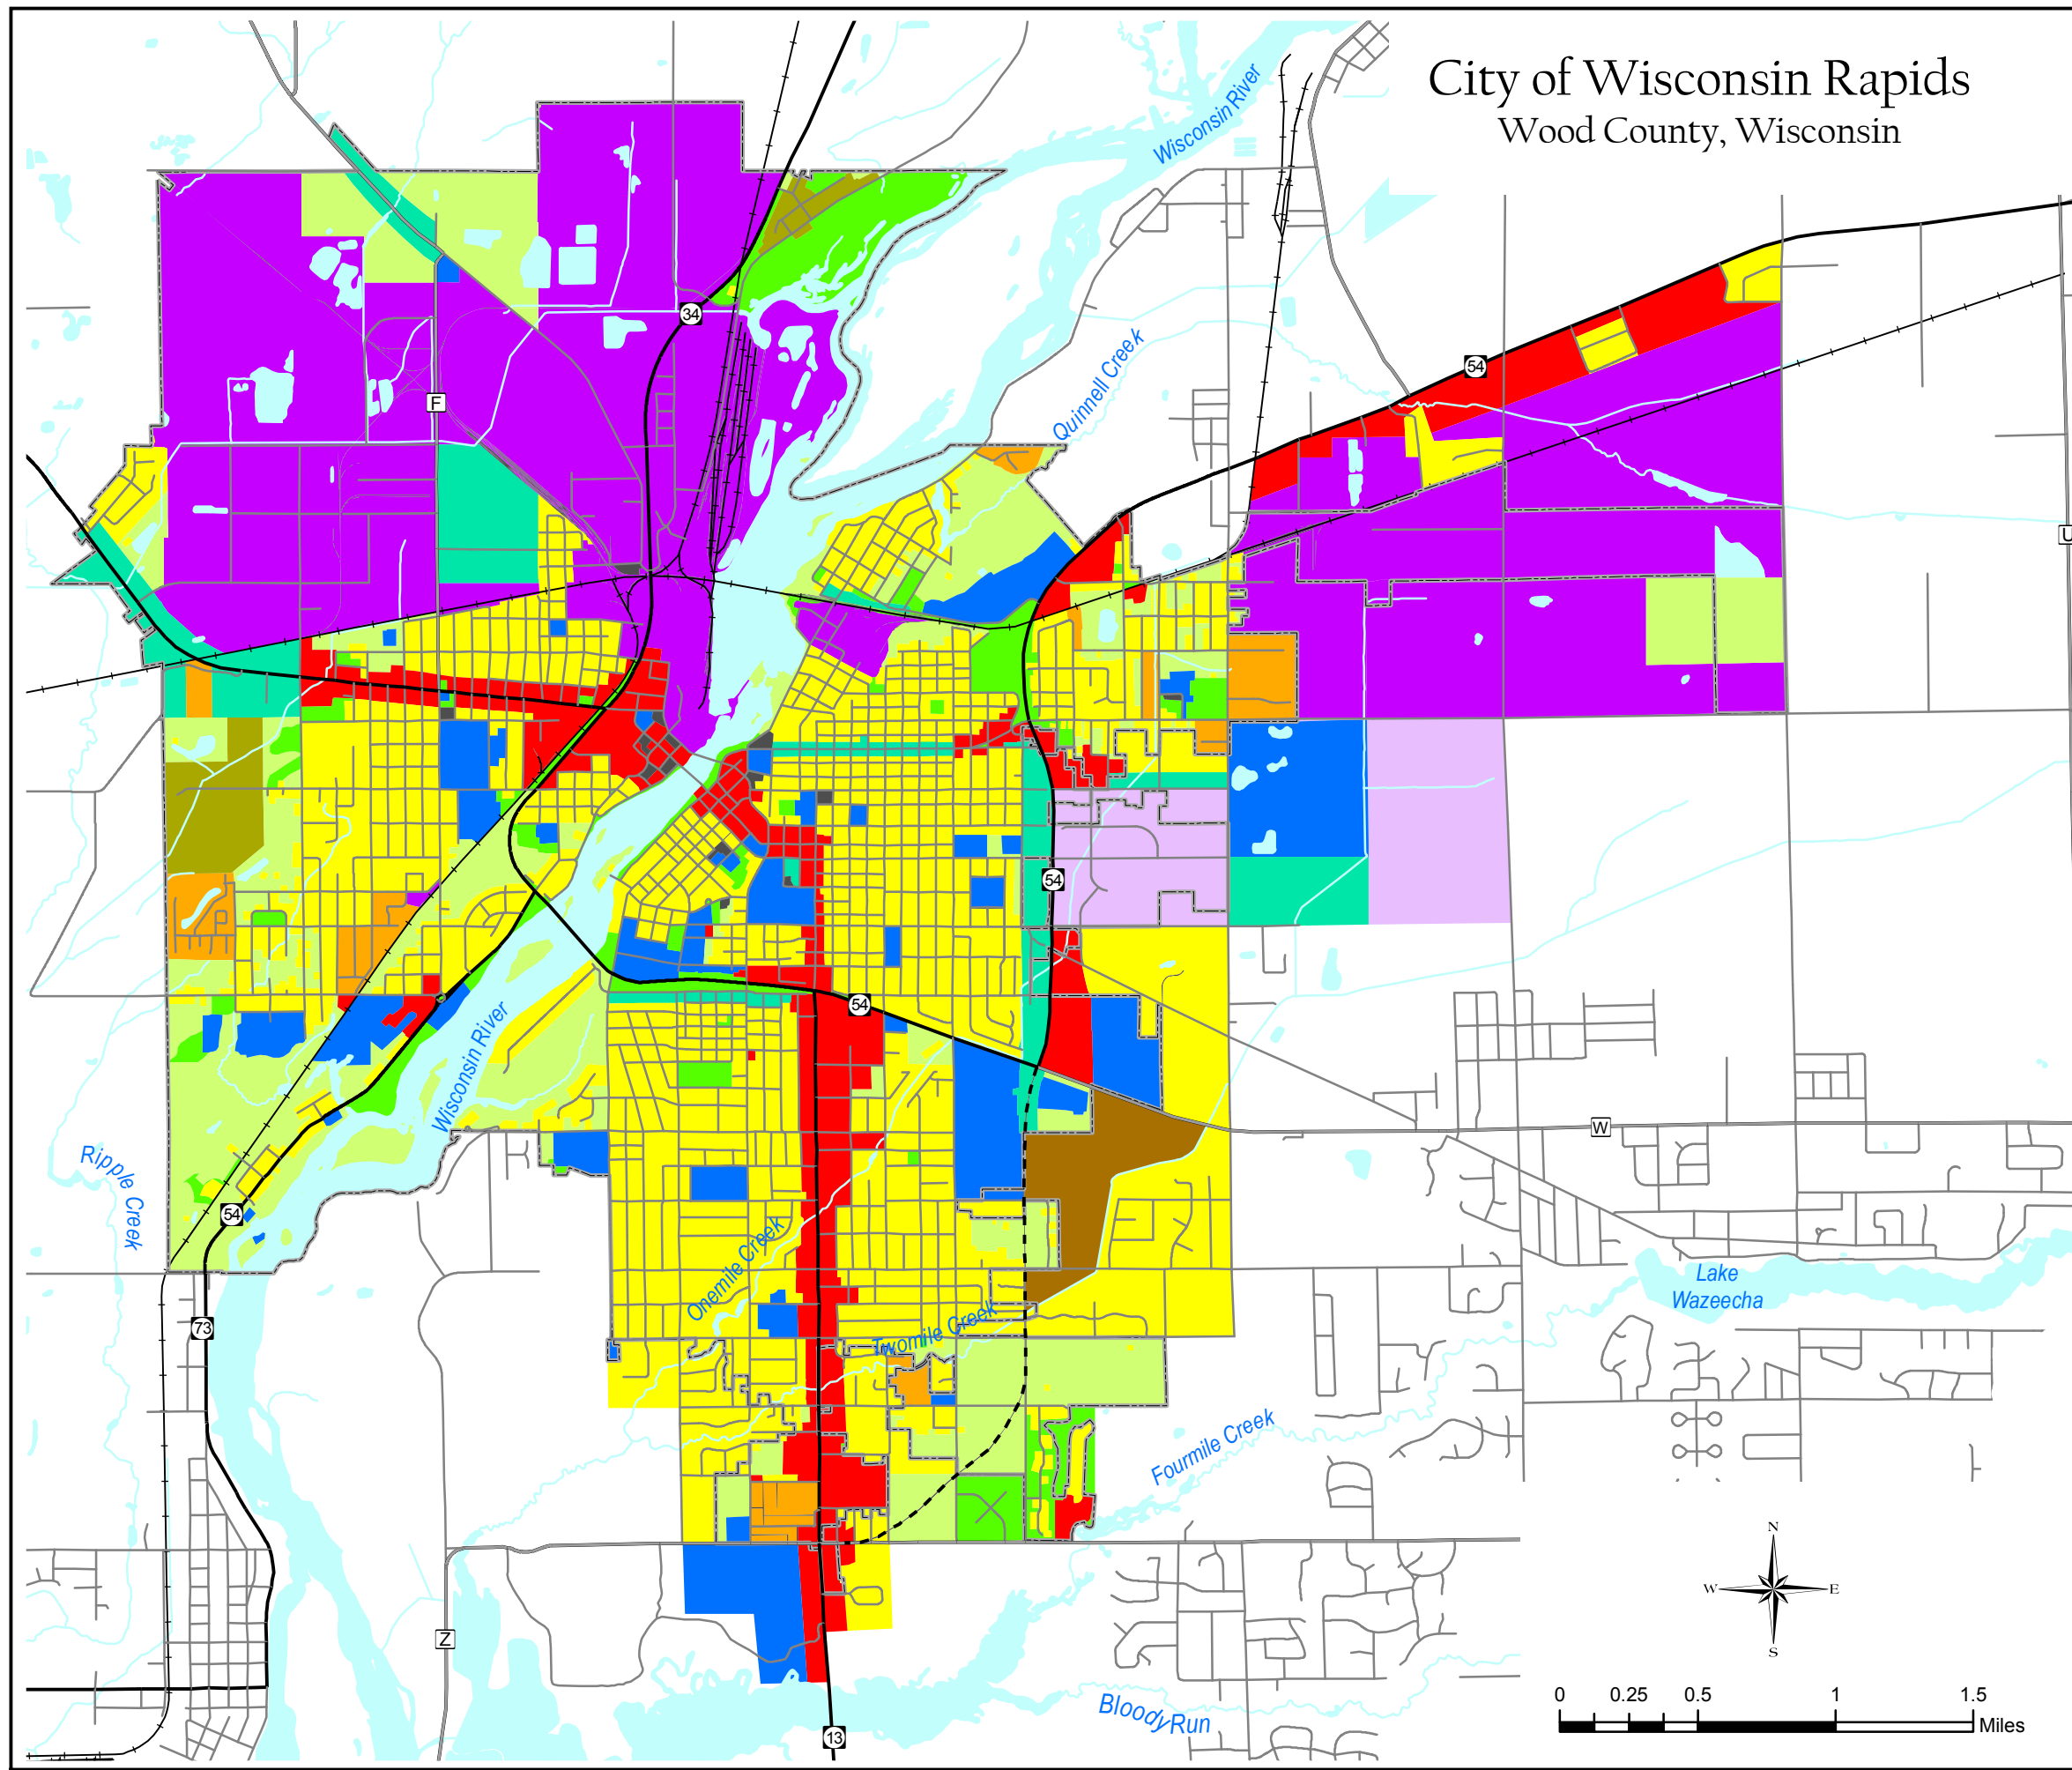 City of Wisconsin Rapids
Wood County, Wisconsin
Wisconsin River
34
Quinnell Creek
54
F
U
54
54
Wisconsin River
W
Ripple Creek
54
Onemile Creek
Lake
Wazeecha
73
Twomile Creek
Fourmile Creek
N
W
E
S
Z
0
0.25
0.5
1
1.5
Miles
Bloody Run
13